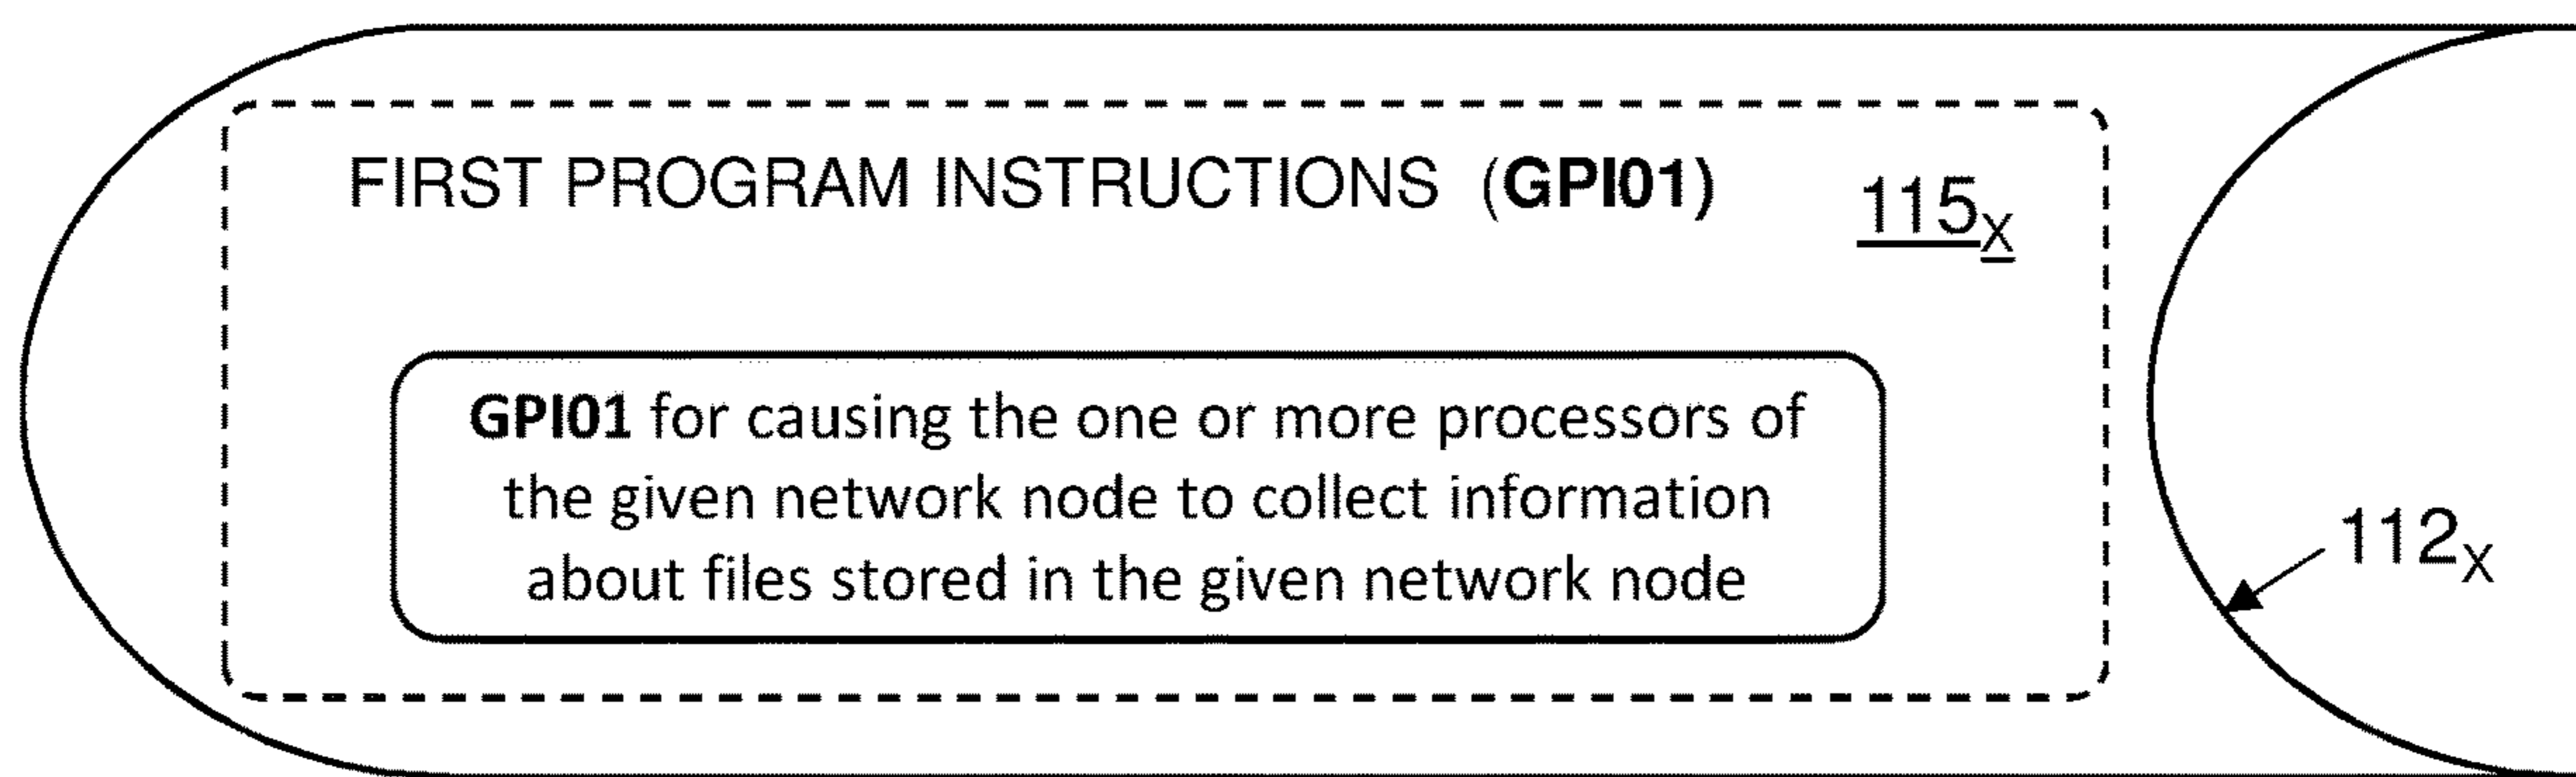 FIRST PROGRAM INSTRUCTIONS (GPI01)
115X
GPI01 for causing the one or more processors of
the given network node to collect information
about files stored in the given network node
112X